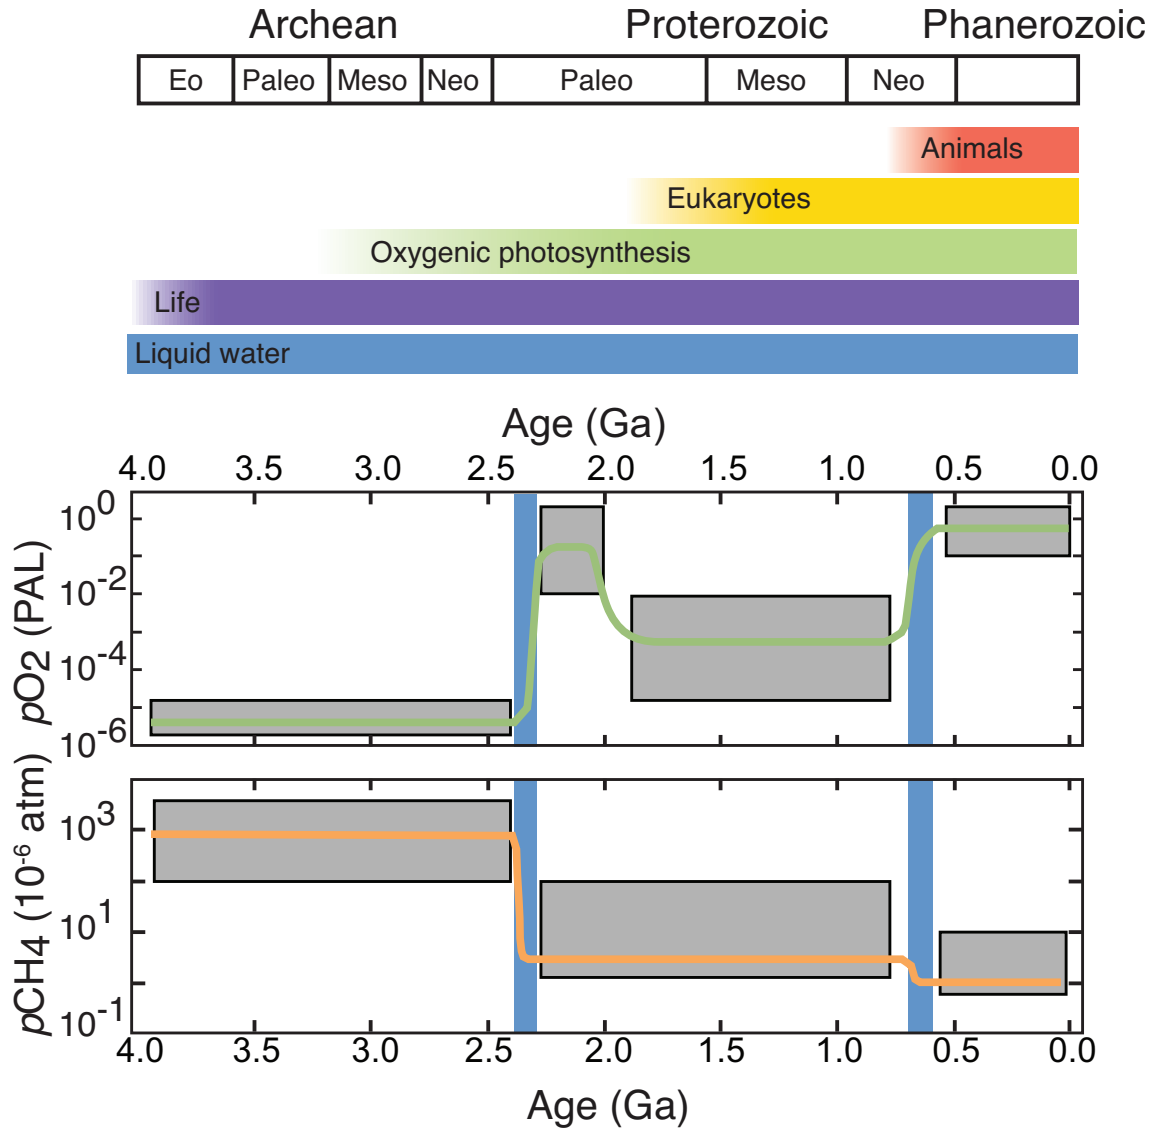 Archean Proterozoic Phanerozoic
Eo Paleo Meso Neo Paleo Meso Neo
Animals
Eukaryotes
Oxygenic photosynthesis
Life
Liquid water
Age (Ga)
4.0 3.5 3.0 2.5 2.0 1.5 1.0 0.5 0.0
pO2 (PAL)
10^0
10^-2
10^-4
10^-6
pCH4 (10^-6 atm)
10^3
10^1
10^-1
4.0 3.5 3.0 2.5 2.0 1.5 1.0 0.5 0.0
Age (Ga)